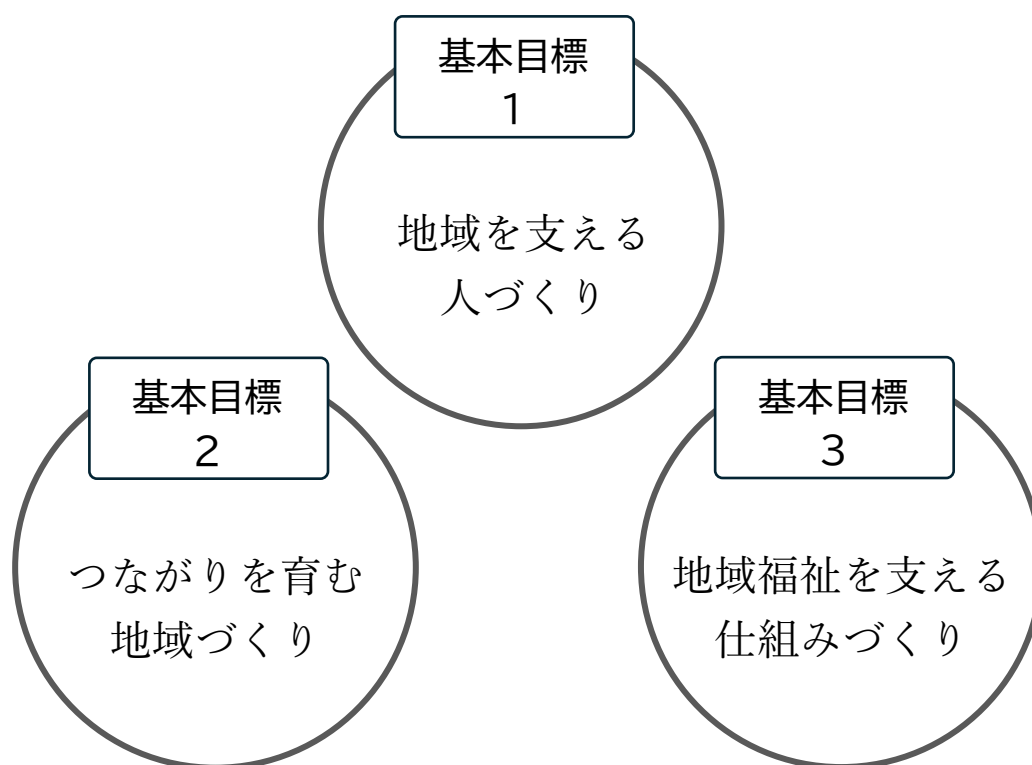 基本目標
1
地域を支える
人づくり
基本目標
2
つながりを育む
地域づくり
基本目標
3
地域福祉を支える
仕組みづくり